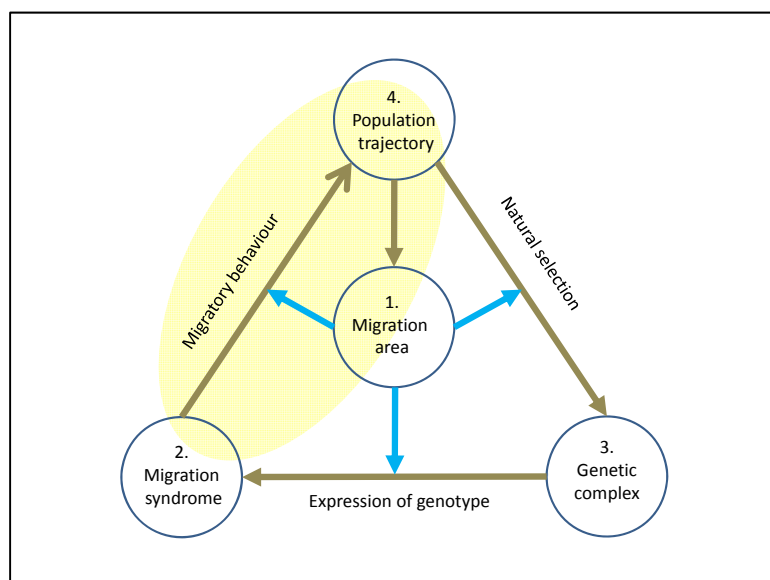 4.
Population
trajectory
Migratory behaviour
Natural selection
1.
Migration
area
2.
Migration
syndrome
3.
Genetic
complex
Expression of genotype